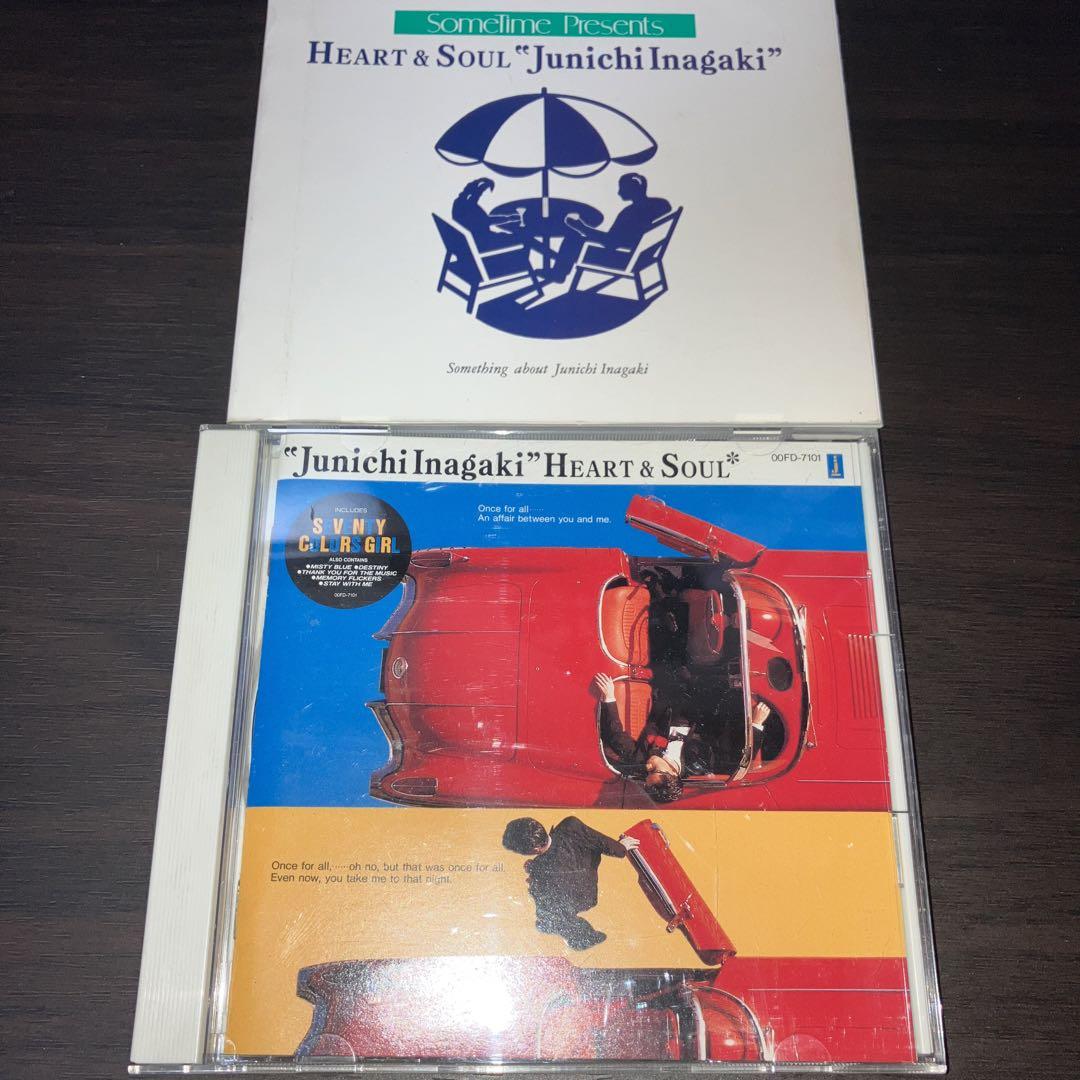 SomeTime Presents
HEART & SOUL “Junichi Inagaki”
Something about Junichi Inagaki
“Junichi Inagaki” HEART & SOUL*
00FD-7101
j
Once for all……
An affair between you and me.
INCLUDES
ALSO CONTAINS
●MISTY BLUE ●DESTINY
●THANK YOU FOR THE MUSIC
●MEMORY FLICKERS
●STAY WITH ME
00FD-7101
Once for all,……oh no, but that was once for all,
Even now, you take me to that night.